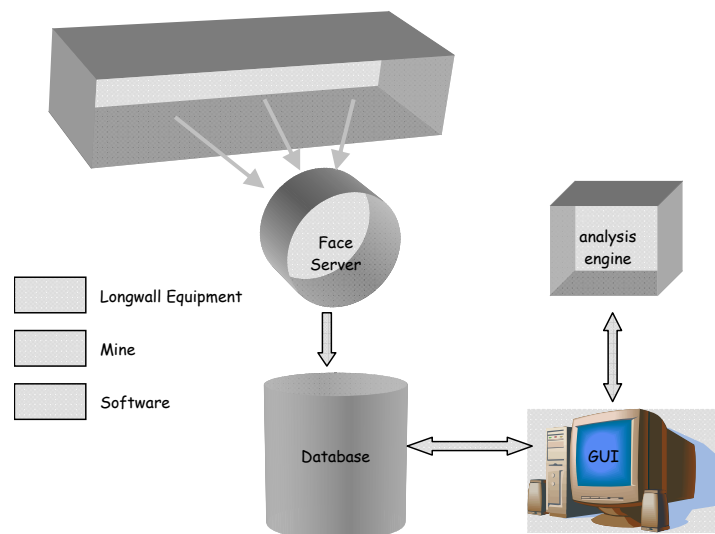 Face
Server
analysis
engine
Longwall Equipment
Mine
Software
Database
GUI